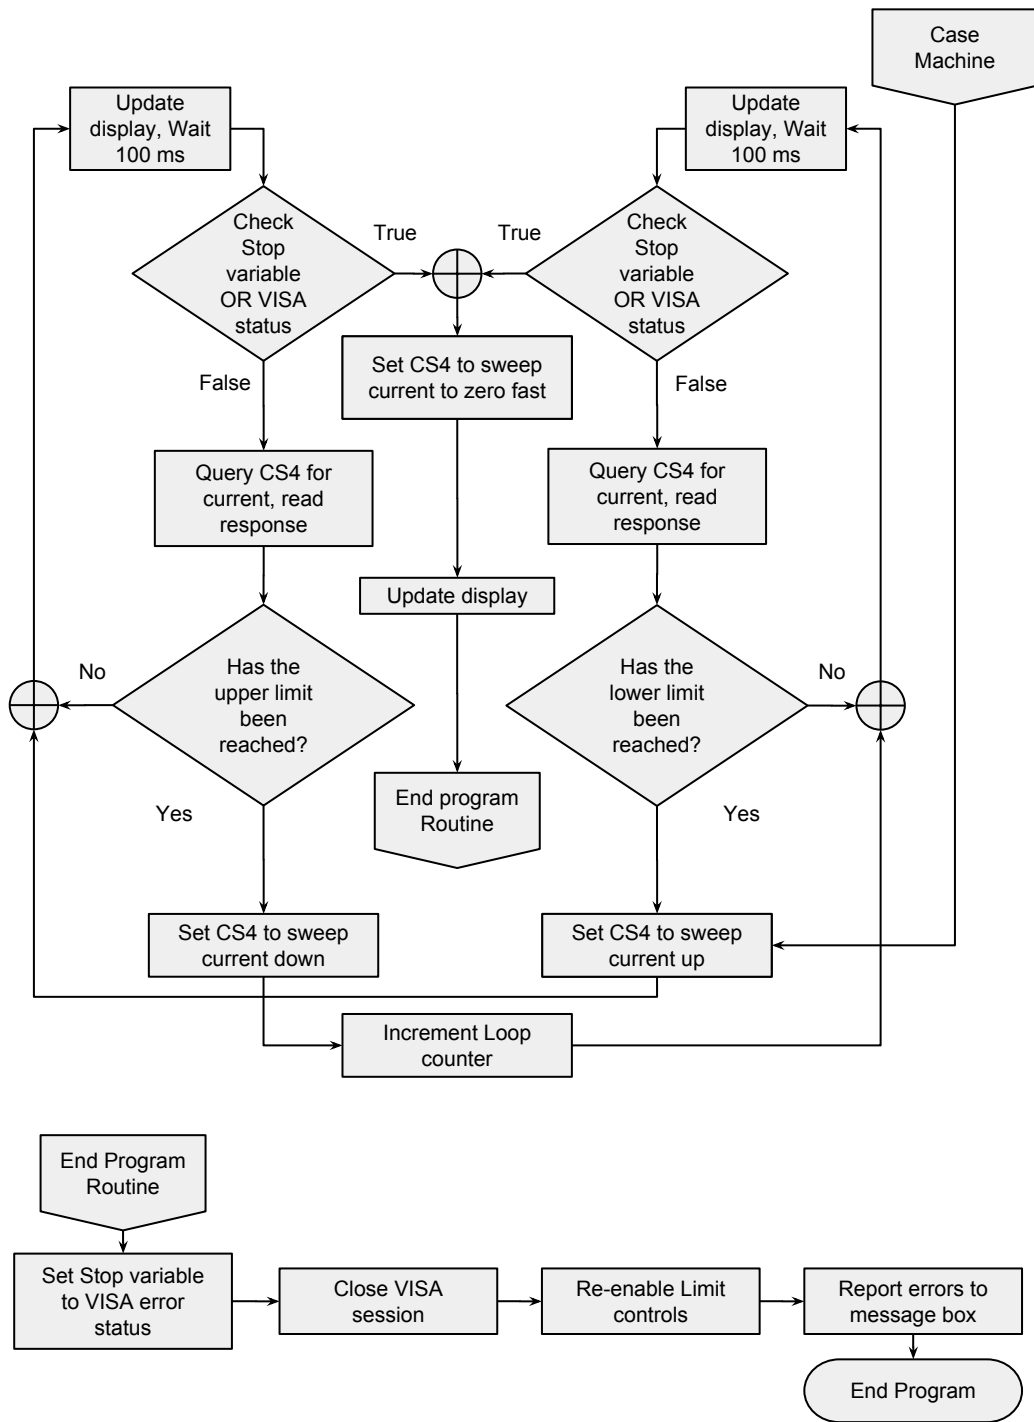 Case
Machine
Update
display, Wait
100 ms
Update
display, Wait
100 ms
Check
Stop
variable
OR VISA
status
True
True
Check
Stop
variable
OR VISA
status
Set CS4 to sweep
current to zero fast
False
False
Query CS4 for
current, read
response
Query CS4 for
current, read
response
Update display
No
Has the
upper limit
been
reached?
Has the
lower limit
been
reached?
No
End program
Routine
Yes
Yes
Set CS4 to sweep
current down
Set CS4 to sweep
current up
Increment Loop
counter
End Program
Routine
Set Stop variable
to VISA error
status
Close VISA
session
Re-enable Limit
controls
Report errors to
message box
End Program